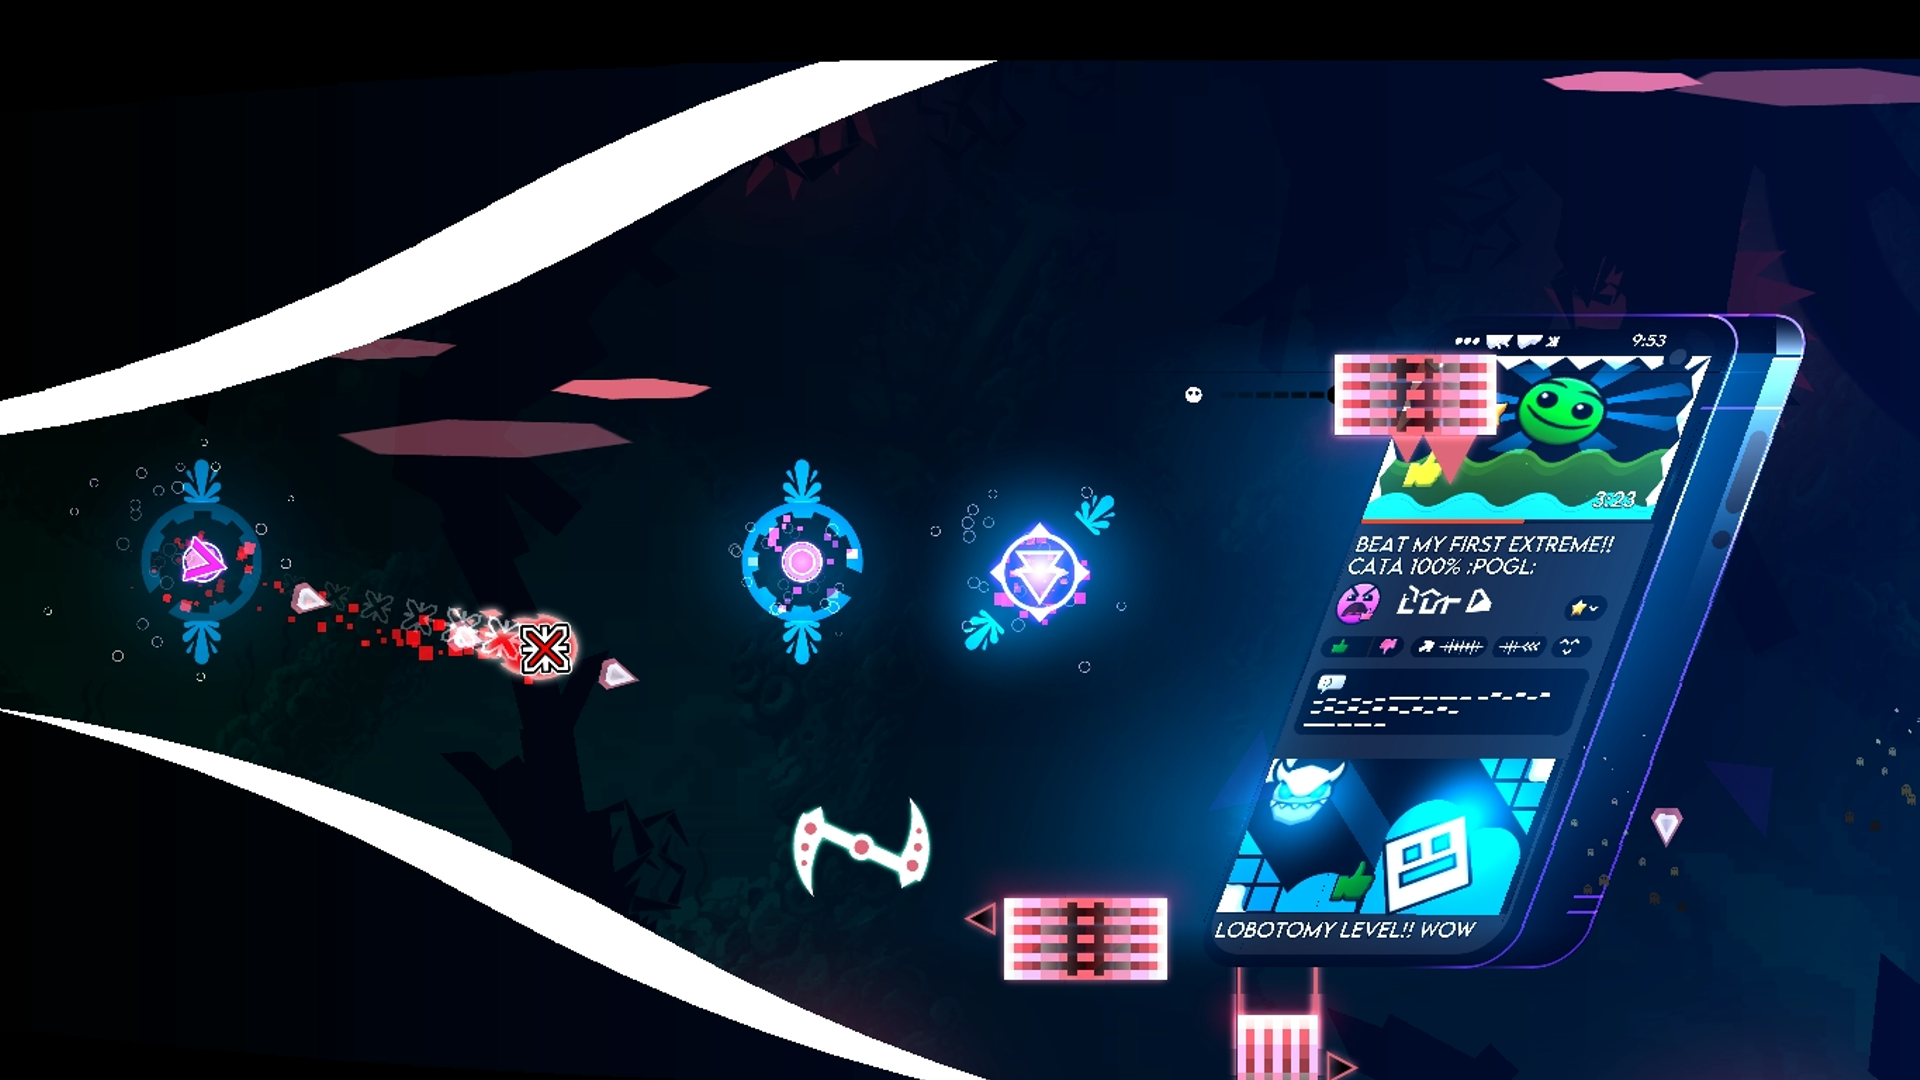 9:53
3:23
BEAT MY FIRST EXTREME!!
CATA 100% :POGL:
LOBOTOMY LEVEL!! WOW